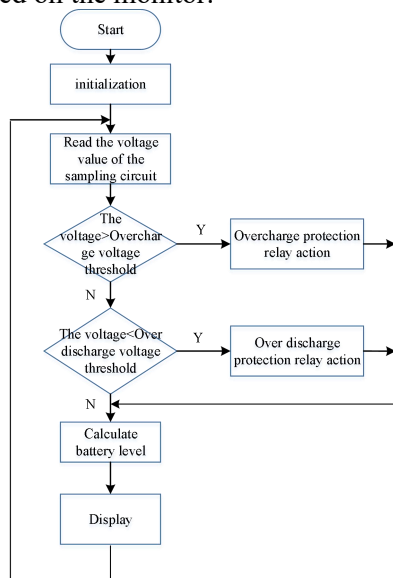 ed on the monitor.
Start
initialization
Read the voltage
value of the
sampling circuit
The
voltage>Overchar
ge voltage
threshold
Y
Overcharge protection
relay action
N
The voltage<Over
discharge voltage
threshold
Y
Over discharge
protection relay action
N
Calculate
battery level
Display